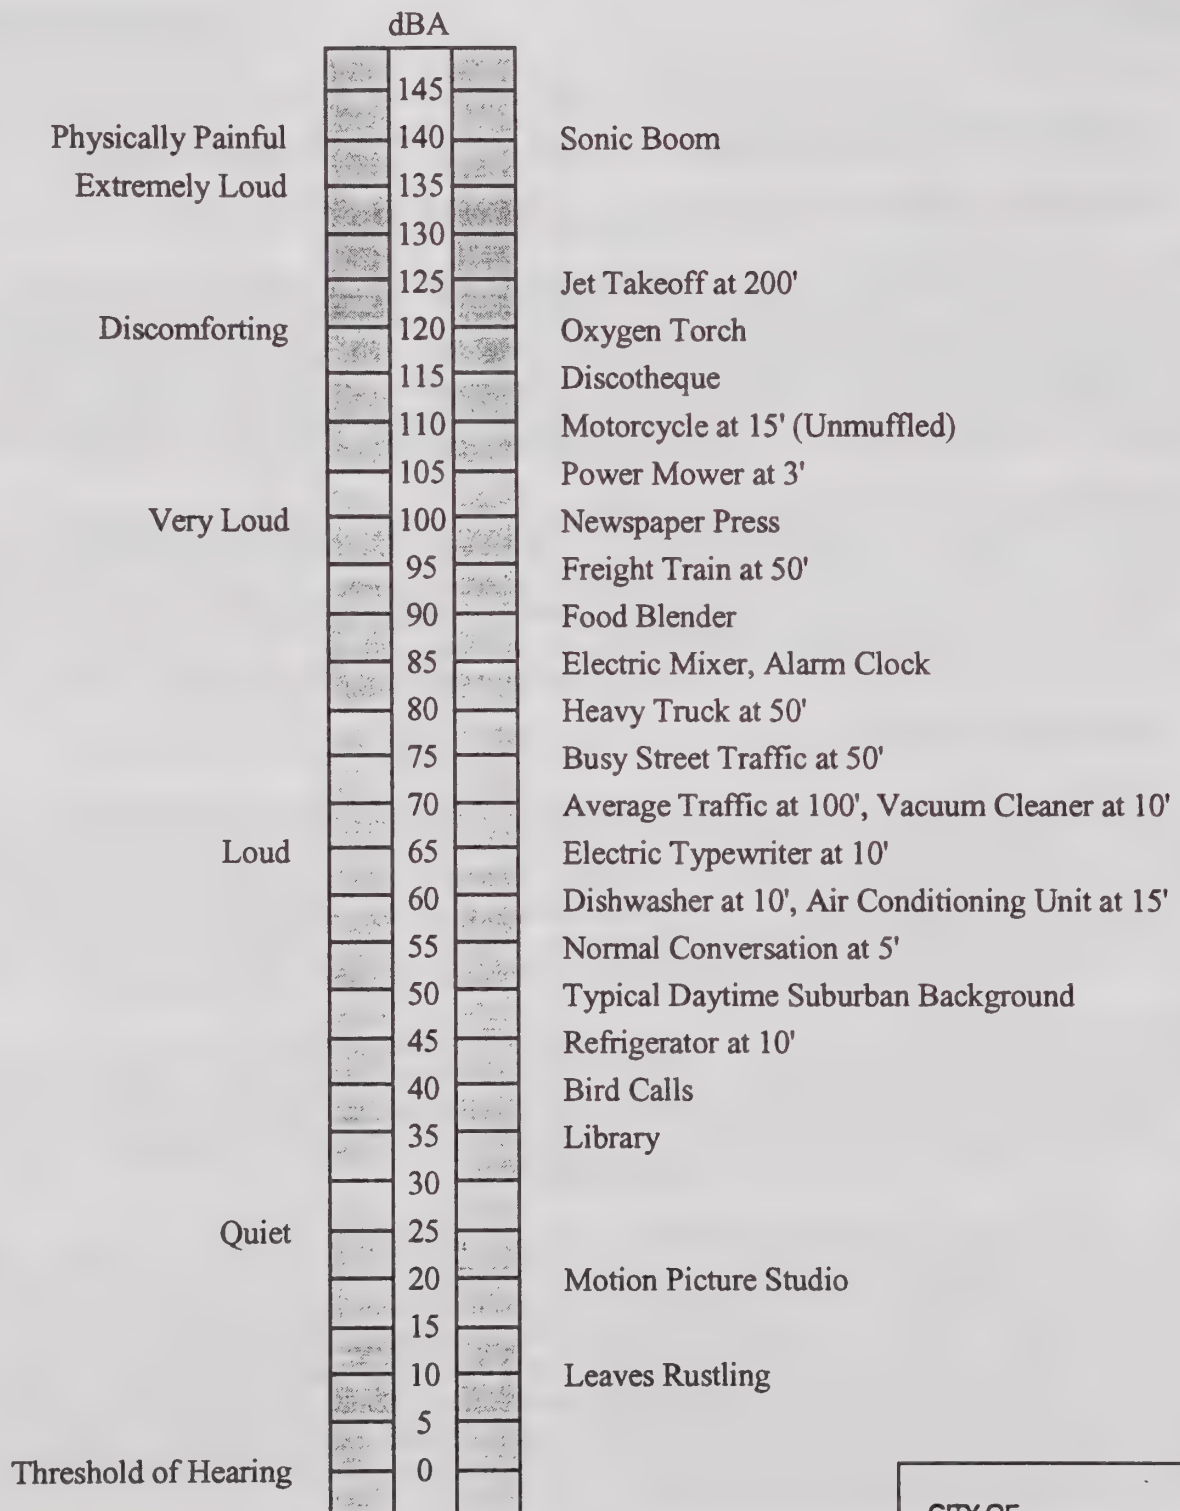 dBA
145
Physically Painful 140 Sonic Boom
Extremely Loud 135
130
125 Jet Takeoff at 200'
Discomforting 120 Oxygen Torch
115 Discotheque
110 Motorcycle at 15' (Unmuffled)
105 Power Mower at 3'
Very Loud 100 Newspaper Press
95 Freight Train at 50'
90 Food Blender
85 Electric Mixer, Alarm Clock
80 Heavy Truck at 50'
75 Busy Street Traffic at 50'
70 Average Traffic at 100', Vacuum Cleaner at 10'
Loud 65 Electric Typewriter at 10'
60 Dishwasher at 10', Air Conditioning Unit at 15'
55 Normal Conversation at 5'
50 Typical Daytime Suburban Background
45 Refrigerator at 10'
40 Bird Calls
35 Library
30
Quiet 25
20 Motion Picture Studio
15
10 Leaves Rustling
5
Threshold of Hearing 0
CITY OF